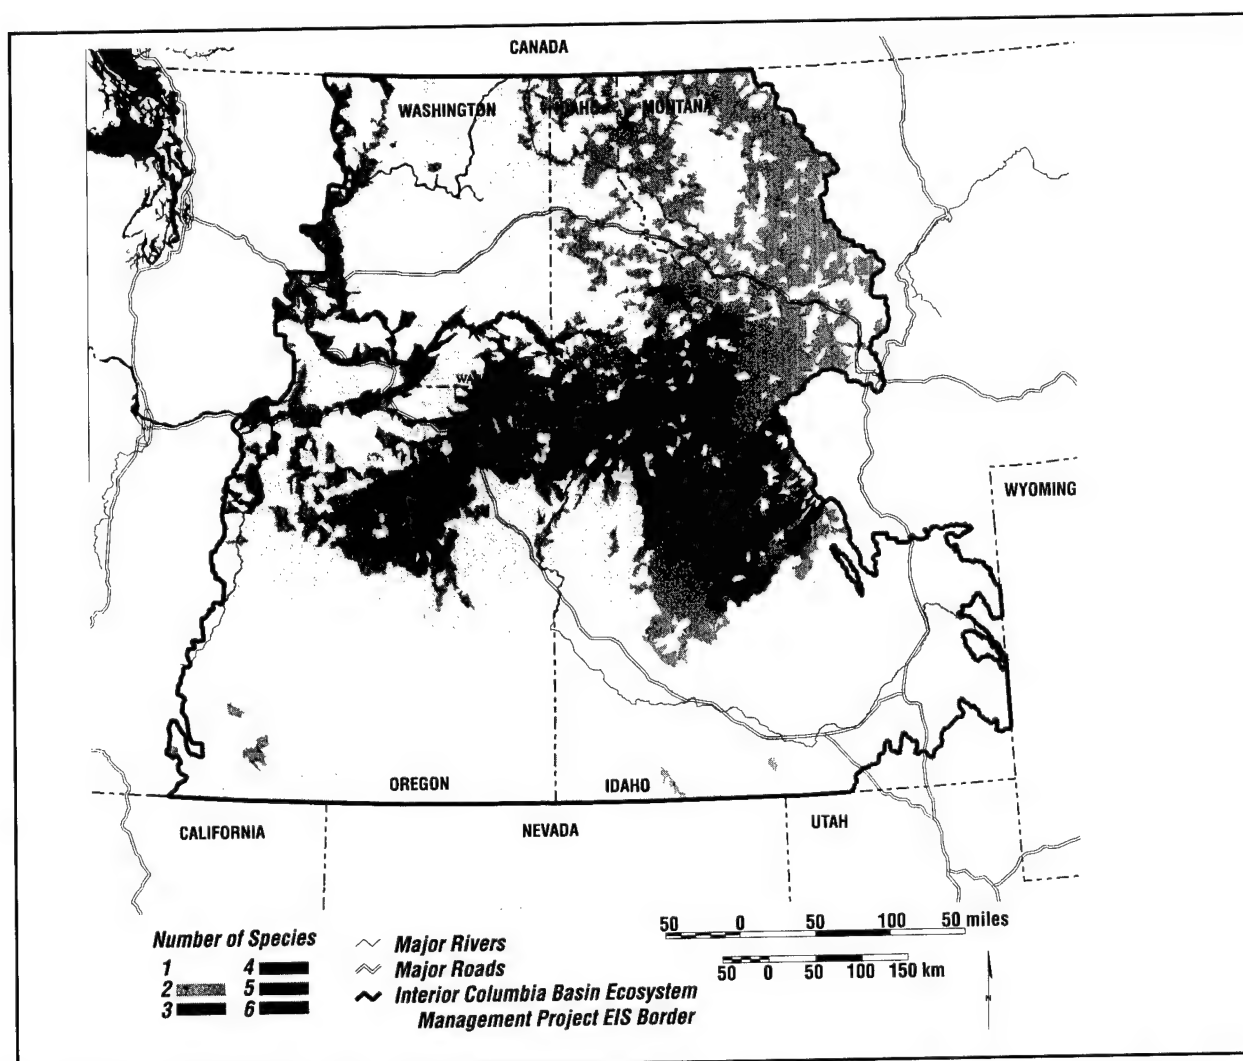 CANADA
WASHINGTON
IDAHO
MONTANA
WA
WYOMING
OREGON
IDAHO
CALIFORNIA
NEVADA
UTAH
50 0 50 100 50 miles
50 0 50 100 150 km
N
Number of Species
1 4
2 5
3 6
Major Rivers
Major Roads
Interior Columbia Basin Ecosystem
Management Project EIS Border